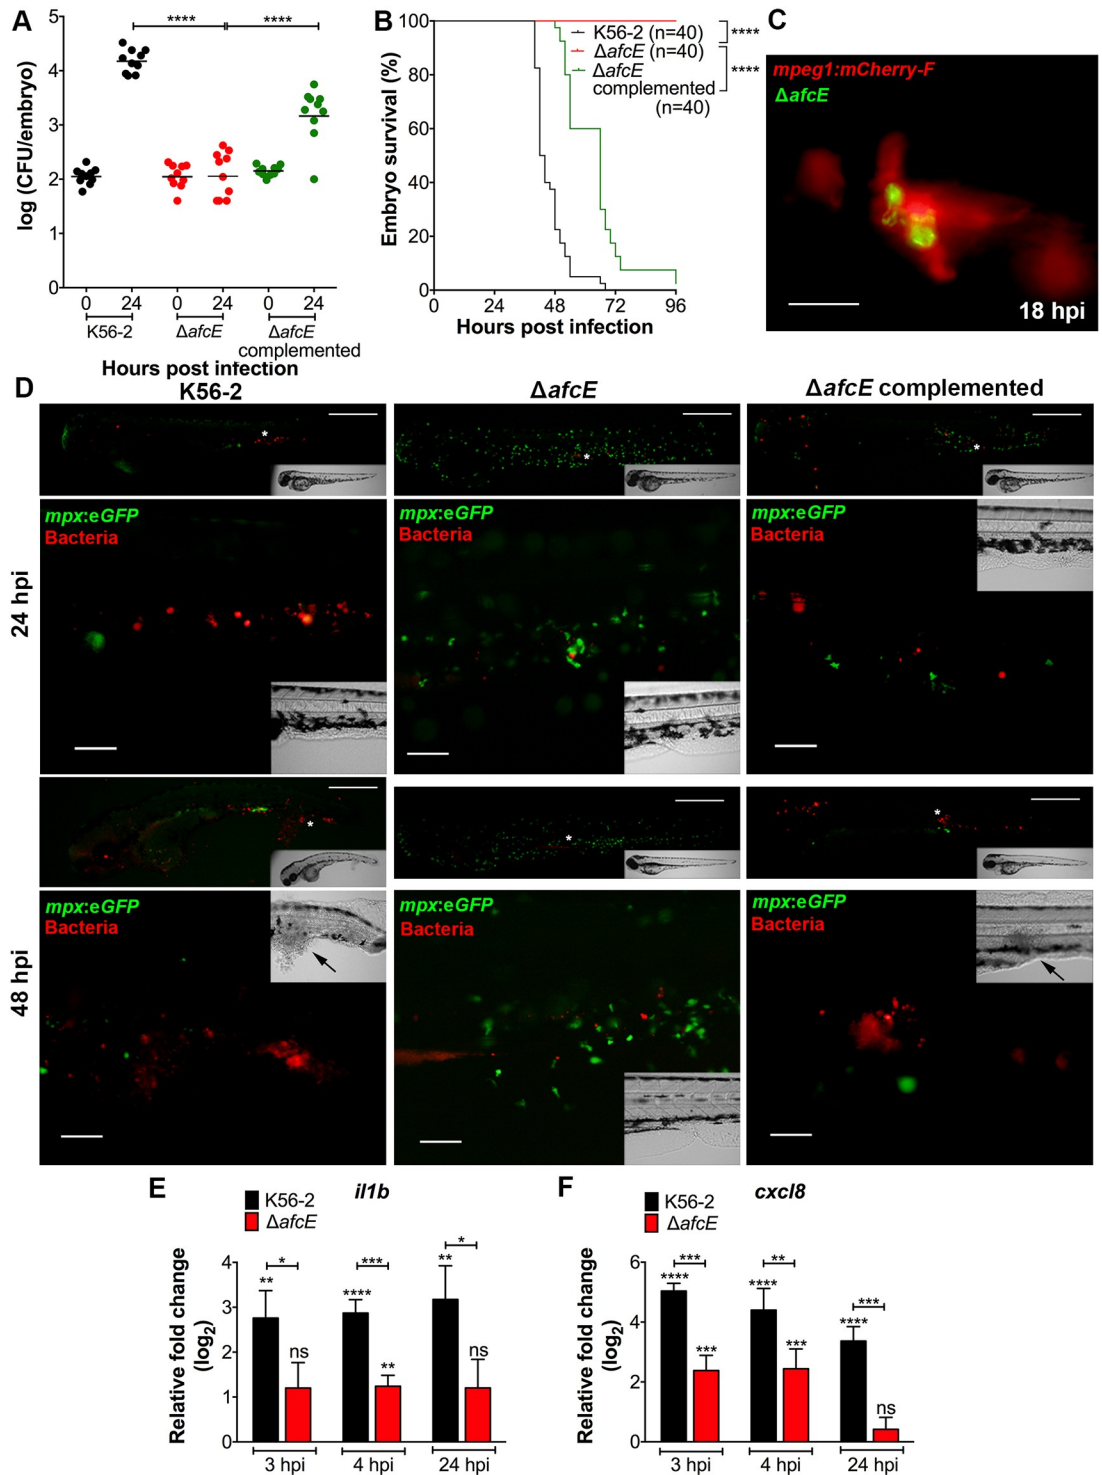 A
5
4
3
2
1
0
log (CFU/embryo)
****
****
0 24 0 24 0 24
K56-2 ΔafcE ΔafcE
complemented
Hours post infection
B
100
80
60
40
20
0
Embryo survival (%)
K56-2 (n=40)
ΔafcE (n=40)
ΔafcE
complemented
(n=40)
****
****
0 24 48 72 96
Hours post infection
C
mpeg1:mCherry-F
ΔafcE
18 hpi
D
K56-2 ΔafcE ΔafcE complemented
* * *
24 hpi
mpx:eGFP mpx:eGFP mpx:eGFP
Bacteria Bacteria Bacteria
* * *
48 hpi
mpx:eGFP mpx:eGFP mpx:eGFP
Bacteria Bacteria Bacteria
E
il1b
K56-2
ΔafcE
Relative fold change
(log2)
4
3
2
1
0
* *** *
** **** **
ns ** ns
3 hpi 4 hpi 24 hpi
F
cxcl8
K56-2
ΔafcE
Relative fold change
(log2)
6
4
2
0
*** ** ***
**** **** ****
*** *** ns
3 hpi 4 hpi 24 hpi